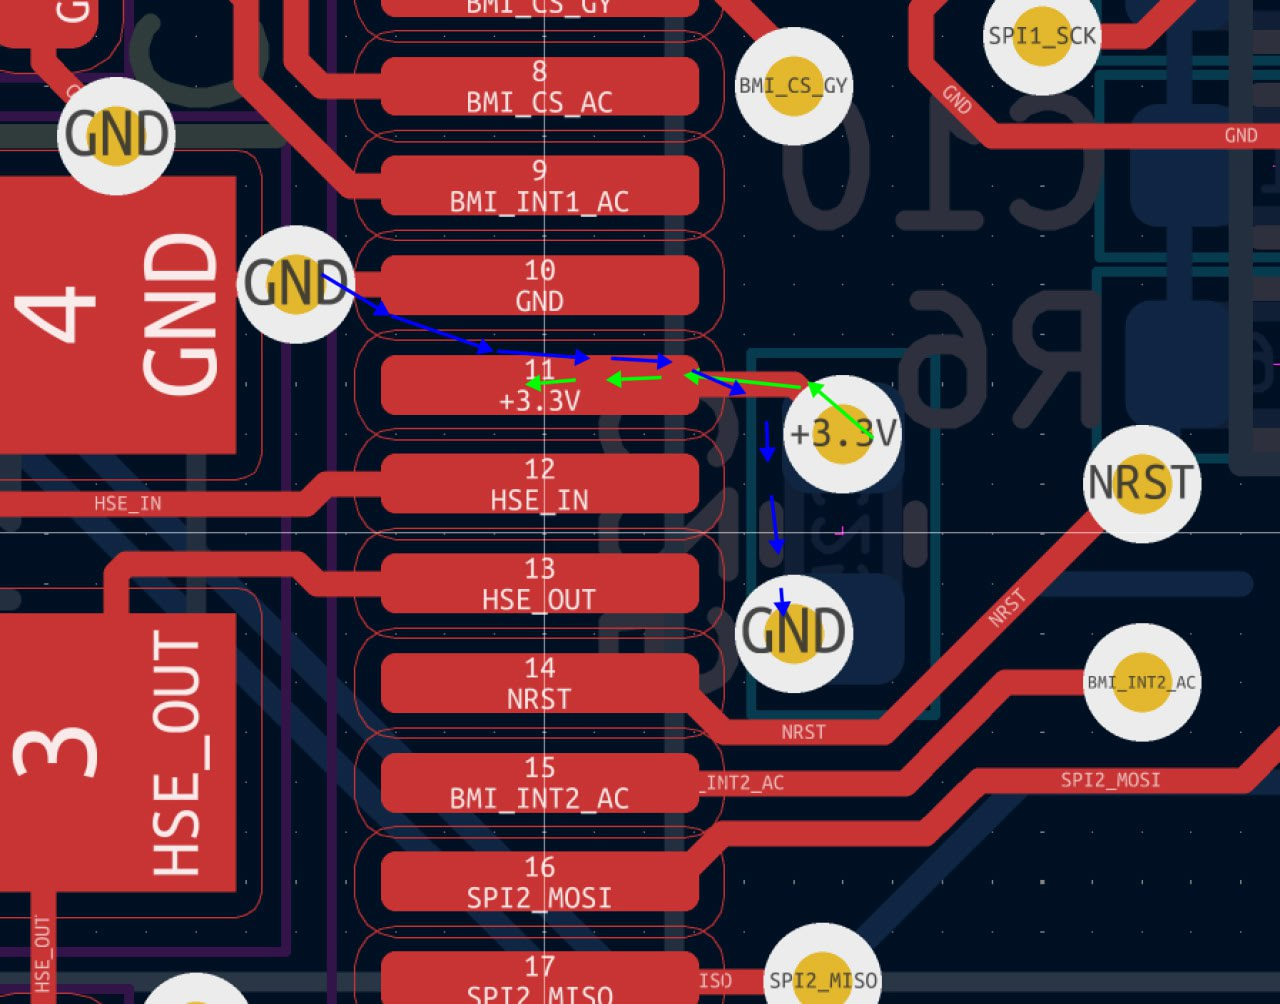 BMI_CS_GY
8
BMI_CS_AC
9
BMI_INT1_AC
10
GND
11
+3.3V
12
HSE_IN
13
HSE_OUT
14
NRST
15
BMI_INT2_AC
16
SPI2_MOSI
17
SPI2_MISO
GND
GND
4
GND
HSE_IN
3
HSE_OUT
HSE_OUT
BMI_CS_GY
SPI1_SCK
GND
GND
C10
R6
+3.3V
NRST
GND
NRST
NRST
BMI_INT2_AC
_INT2_AC
SPI2_MOSI
ISO
SPI2_MISO